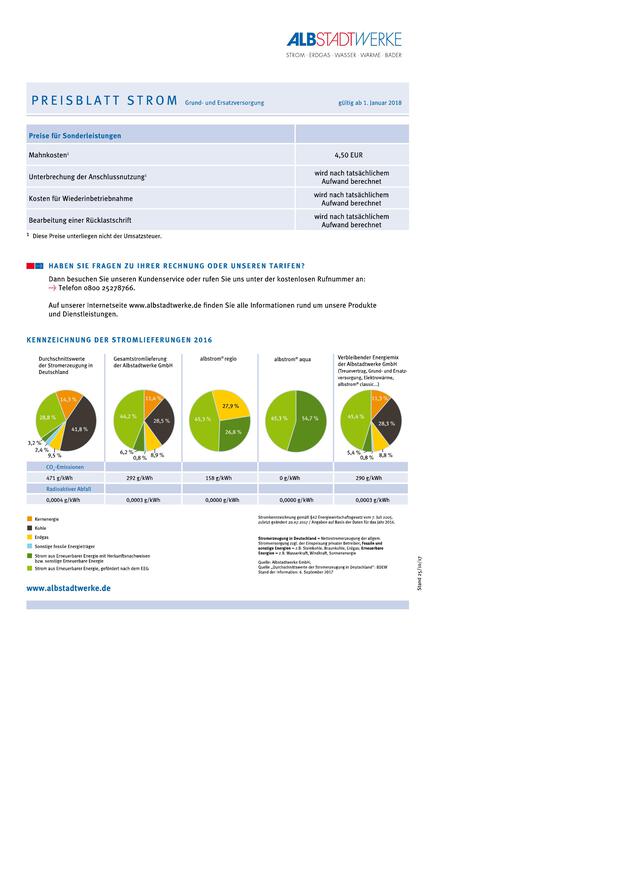 ALBSTADTWERKE
STROM · ERDGAS · WASSER · WÄRME · BÄDER
PREISBLATT STROM Grund- und Ersatzversorgung gültig ab 1. Januar 2018
Preise für Sonderleistungen
Mahnkosten¹ 4,50 EUR
Unterbrechung der Anschlussnutzung¹ wird nach tatsächlichem
Aufwand berechnet
Kosten für Wiederinbetriebnahme wird nach tatsächlichem
Aufwand berechnet
Bearbeitung einer Rücklastschrift wird nach tatsächlichem
Aufwand berechnet
¹ Diese Preise unterliegen nicht der Umsatzsteuer.
HABEN SIE FRAGEN ZU IHRER RECHNUNG ODER UNSEREN TARIFEN?
Dann besuchen Sie unseren Kundenservice oder rufen Sie uns unter der kostenlosen Rufnummer an:
→ Telefon 0800 25278766.
Auf unserer Internetseite www.albstadtwerke.de finden Sie alle Informationen rund um unsere Produkte
und Dienstleistungen.
KENNZEICHNUNG DER STROMLIEFERUNGEN 2016
Durchschnittswerte
der Stromerzeugung in
Deutschland
14,3 %
28,8 %
41,8 %
3,2 %
2,4 %
9,5 %
Gesamtstromlieferung
der Albstadtwerke GmbH
11,4 %
44,2 %
28,5 %
6,2 %
0,8 %
8,9 %
albstrom® regio
27,9 %
45,3 %
26,8 %
albstrom® aqua
45,3 %
54,7 %
Verbleibender Energiemix
der Albstadtwerke GmbH
(Treuevertrag, Grund- und Ersatz-
versorgung, Elektrowärme,
albstrom® classic...)
11,3 %
45,4 %
28,3 %
5,4 %
0,8 %
8,8 %
CO₂-Emissionen
471 g/kWh 292 g/kWh 158 g/kWh 0 g/kWh 290 g/kWh
Radioaktiver Abfall
0,0004 g/kWh 0,0003 g/kWh 0,0000 g/kWh 0,0000 g/kWh 0,0003 g/kWh
Kernenergie
Kohle
Erdgas
Sonstige fossile Energieträger
Strom aus Erneuerbarer Energie mit Herkunftsnachweisen
bzw. sonstige Erneuerbare Energie
Strom aus Erneuerbarer Energie, gefördert nach dem EEG
Stromkennzeichnung gemäß §42 Energiewirtschaftsgesetz vom 7. Juli 2005,
zuletzt geändert 20.07.2017 / Angaben auf Basis der Daten für das Jahr 2016.
Stromerzeugung in Deutschland = Nettostromerzeugung der allgem.
Stromversorgung zzgl. der Einspeisung privater Betreiber, Fossile und
sonstige Energien = z.B. Steinkohle, Braunkohle, Erdgas; Erneuerbare
Energien = z.B. Wasserkraft, Windkraft, Sonnenenergie
Quelle: Albstadtwerke GmbH,
Quelle „Durchschnittswerte der Stromerzeugung in Deutschland": BDEW
Stand der Information: 6. September 2017
Stand 25/10/17
www.albstadtwerke.de